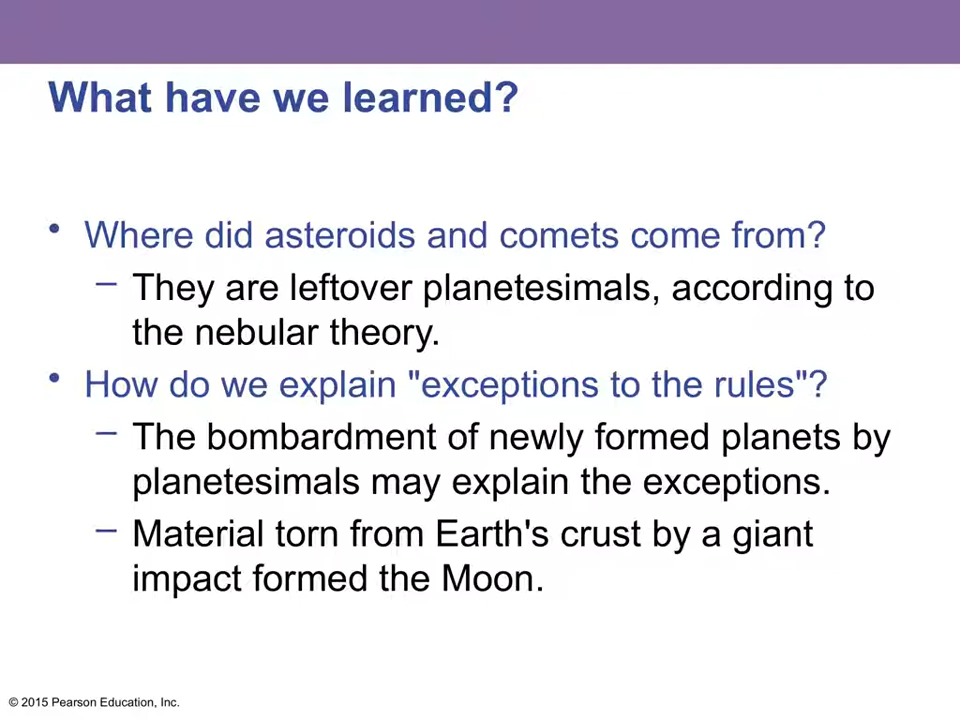 What have we learned?
• Where did asteroids and comets come from?
– They are leftover planetesimals, according to
the nebular theory.
• How do we explain "exceptions to the rules"?
– The bombardment of newly formed planets by
planetesimals may explain the exceptions.
– Material torn from Earth's crust by a giant
impact formed the Moon.
© 2015 Pearson Education, Inc.